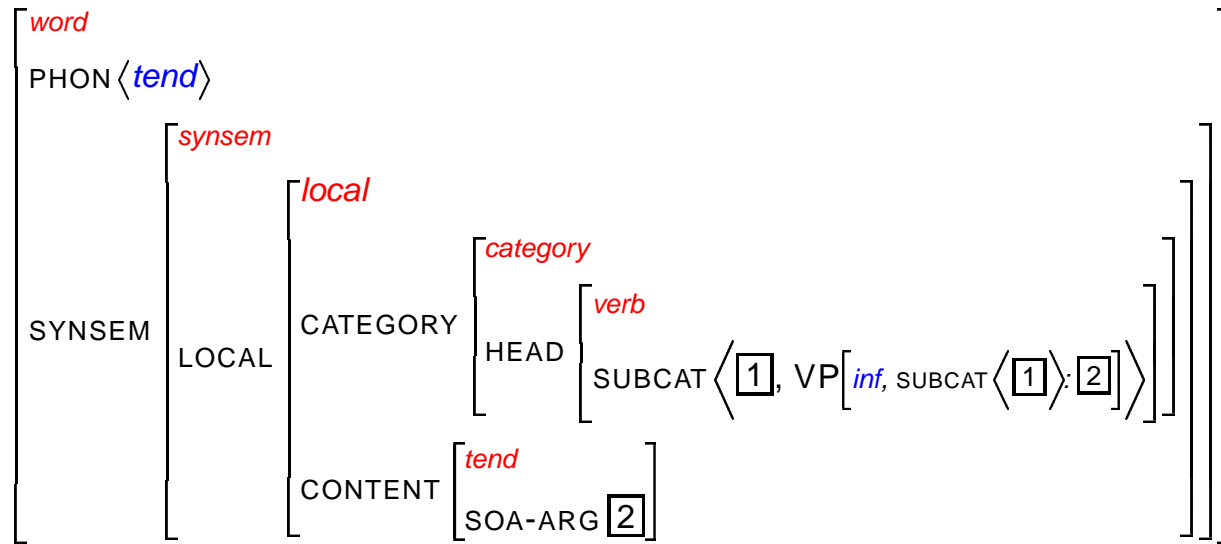 word
PHON ⟨tend⟩
synsem
local
category
verb
SYNSEM
LOCAL
CATEGORY
HEAD
SUBCAT ⟨ 1 , VP[ inf, SUBCAT ⟨ 1 ⟩: 2 ] ⟩
tend
CONTENT
SOA-ARG 2